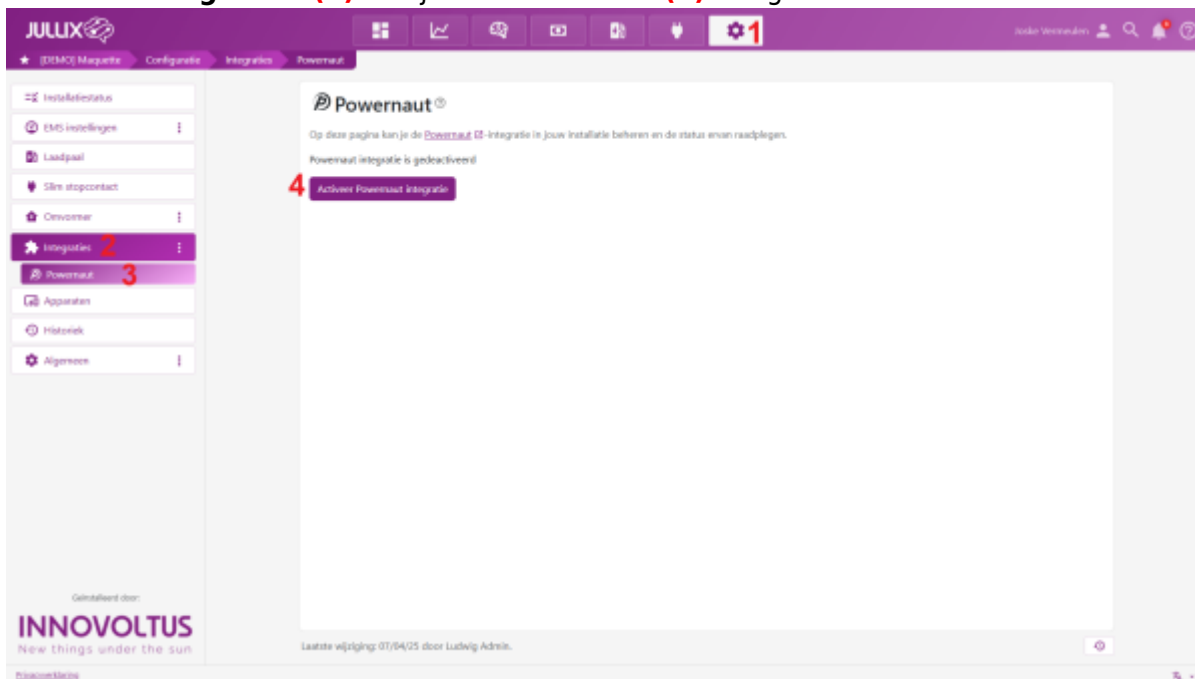 JULLIX
1
Joske Vermeulen
[DEMO] Maquette
Configuratie
Integraties
Powernaut
Installatiestatus
EMS instellingen
Laadpaal
Slim stopcontact
Omvormer
Integraties 2
Powernaut 3
Apparaten
Historiek
Algemeen
Powernaut
Op deze pagina kan je de Powernaut -integratie in jouw installatie beheren en de status ervan raadplegen.
Powernaut integratie is gedeactiveerd
4 Activeer Powernaut integratie
Geïnstalleerd door:
INNOVOLTUS
New things under the sun
Laatste wijziging: 07/04/25 door Ludwig Admin.
Privacyverklaring